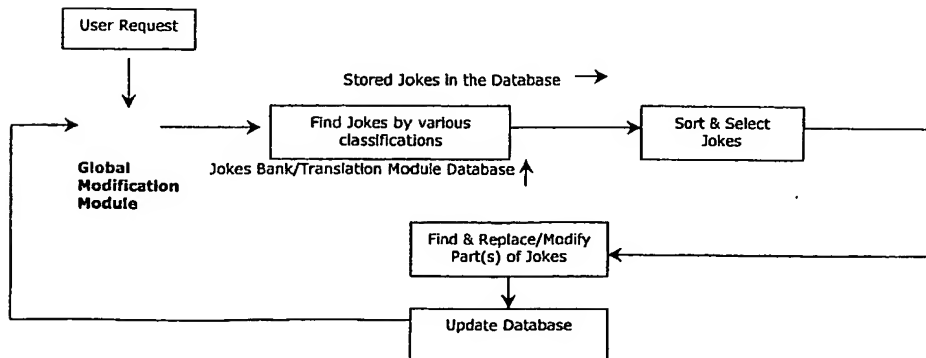 User Request
Stored Jokes in the Database
Find Jokes by various
classifications
Sort & Select
Jokes
Global
Modification
Module
Jokes Bank/Translation Module Database
Find & Replace/Modify
Part(s) of Jokes
Update Database